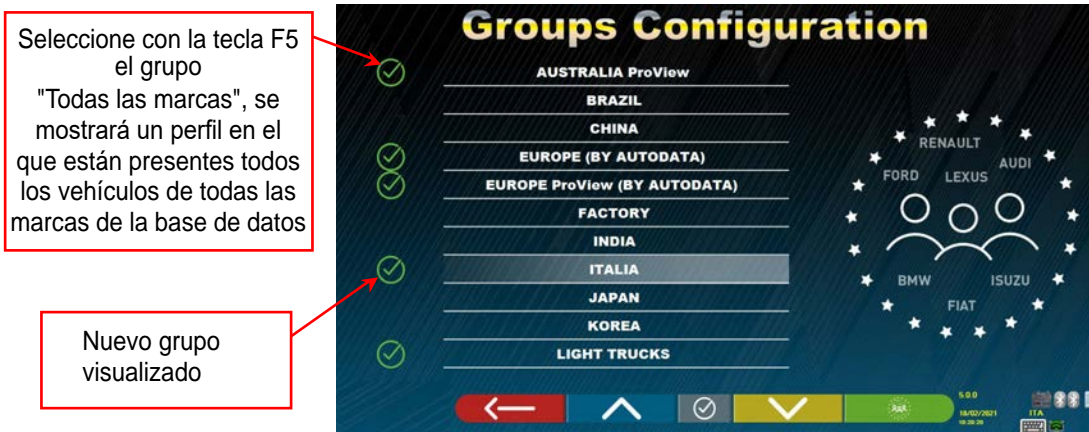 Seleccione con la tecla F5
el grupo
"Todas las marcas", se
mostrará un perfil en el
que están presentes todos
los vehículos de todas las
marcas de la base de datos
Nuevo grupo
visualizado
Groups Configuration
AUSTRALIA ProView
BRAZIL
CHINA
EUROPE (BY AUTODATA)
EUROPE ProView (BY AUTODATA)
FACTORY
INDIA
ITALIA
JAPAN
KOREA
LIGHT TRUCKS
RENAULT
AUDI
FORD
LEXUS
BMW
ISUZU
FIAT
5.0.0
18/02/2021
ITA